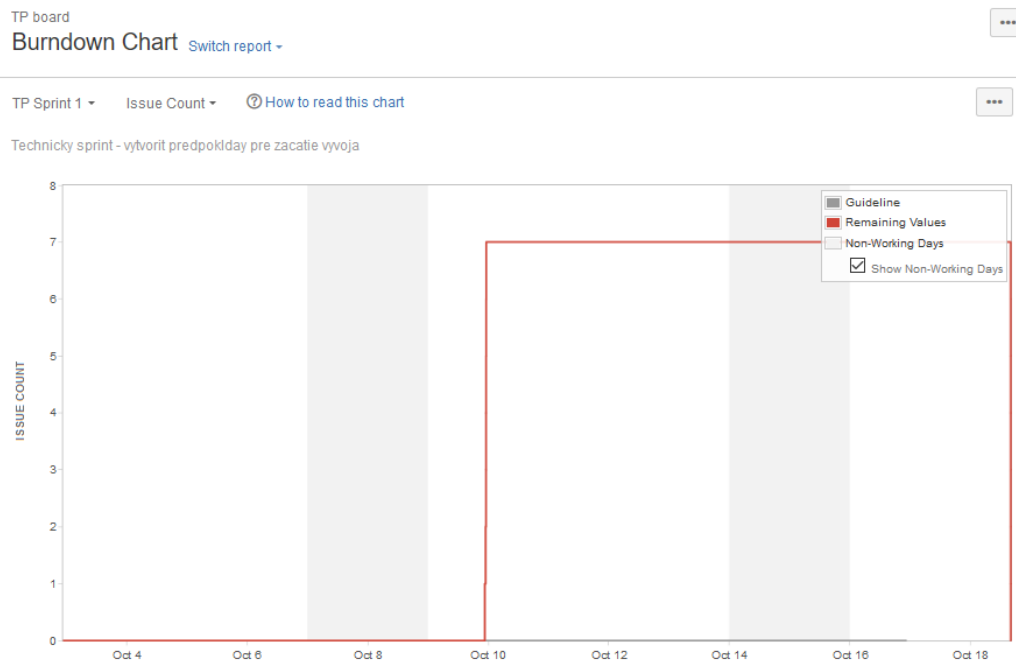 TP board
Burndown Chart Switch report
TP Sprint 1 Issue Count How to read this chart
Technicky sprint - vytvorit predpoklday pre zacatie vyvoja
Guideline
Remaining Values
Non-Working Days
Show Non-Working Days
ISSUE COUNT
8
7
6
5
4
3
2
1
0
Oct 4 Oct 6 Oct 8 Oct 10 Oct 12 Oct 14 Oct 16 Oct 18